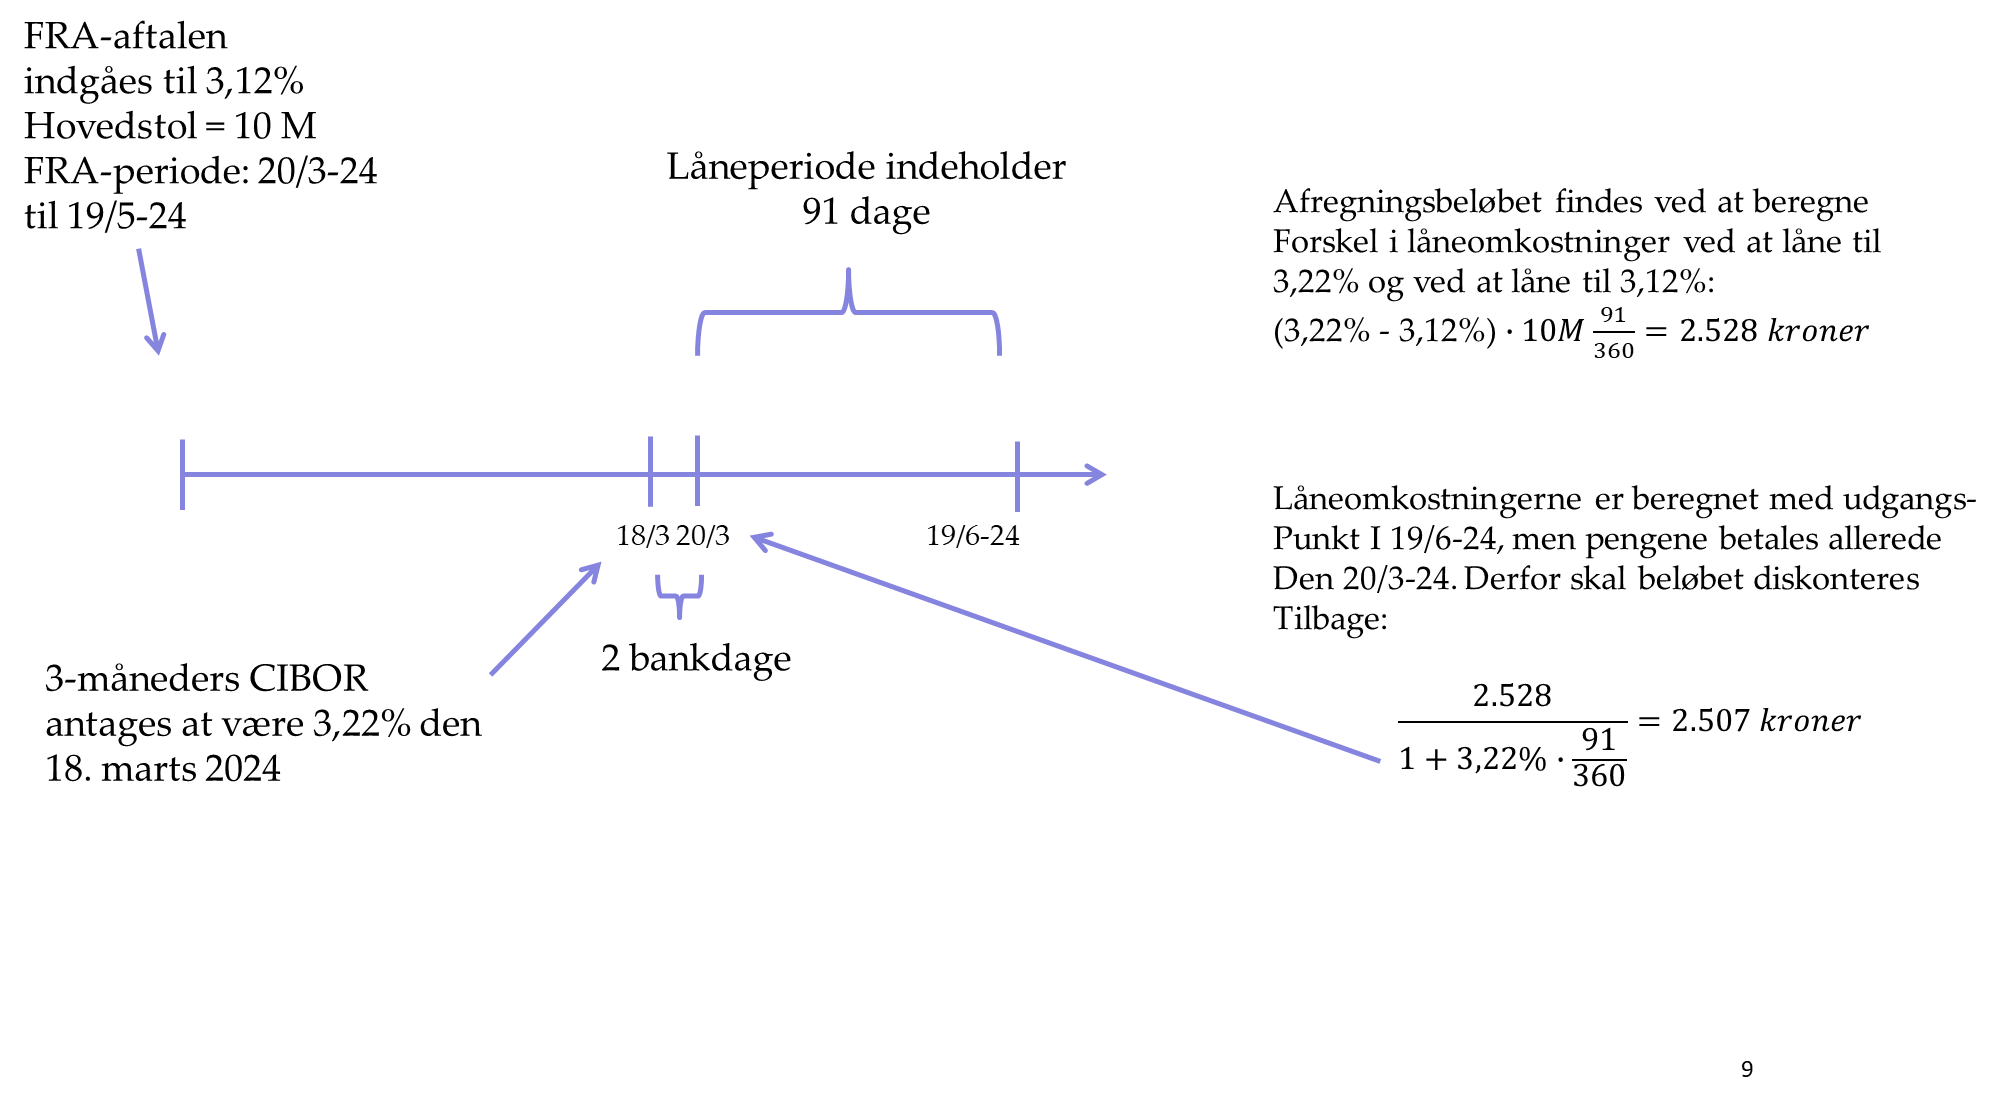 FRA-aftalen
indgåes til 3,12%
Hovedstol = 10 M
FRA-periode: 20/3-24
til 19/5-24
Låneperiode indeholder
91 dage
18/3 20/3
19/6-24
2 bankdage
3-måneders CIBOR
antages at være 3,22% den
18. marts 2024
Afregningsbeløbet findes ved at beregne
Forskel i låneomkostninger ved at låne til
3,22% og ved at låne til 3,12%:
(3,22% - 3,12%) · 10M 91/360 = 2.528 kroner
Låneomkostningerne er beregnet med udgangs-
Punkt I 19/6-24, men pengene betales allerede
Den 20/3-24. Derfor skal beløbet diskonteres
Tilbage:
2.528
1 + 3,22% · 91/360 = 2.507 kroner
9